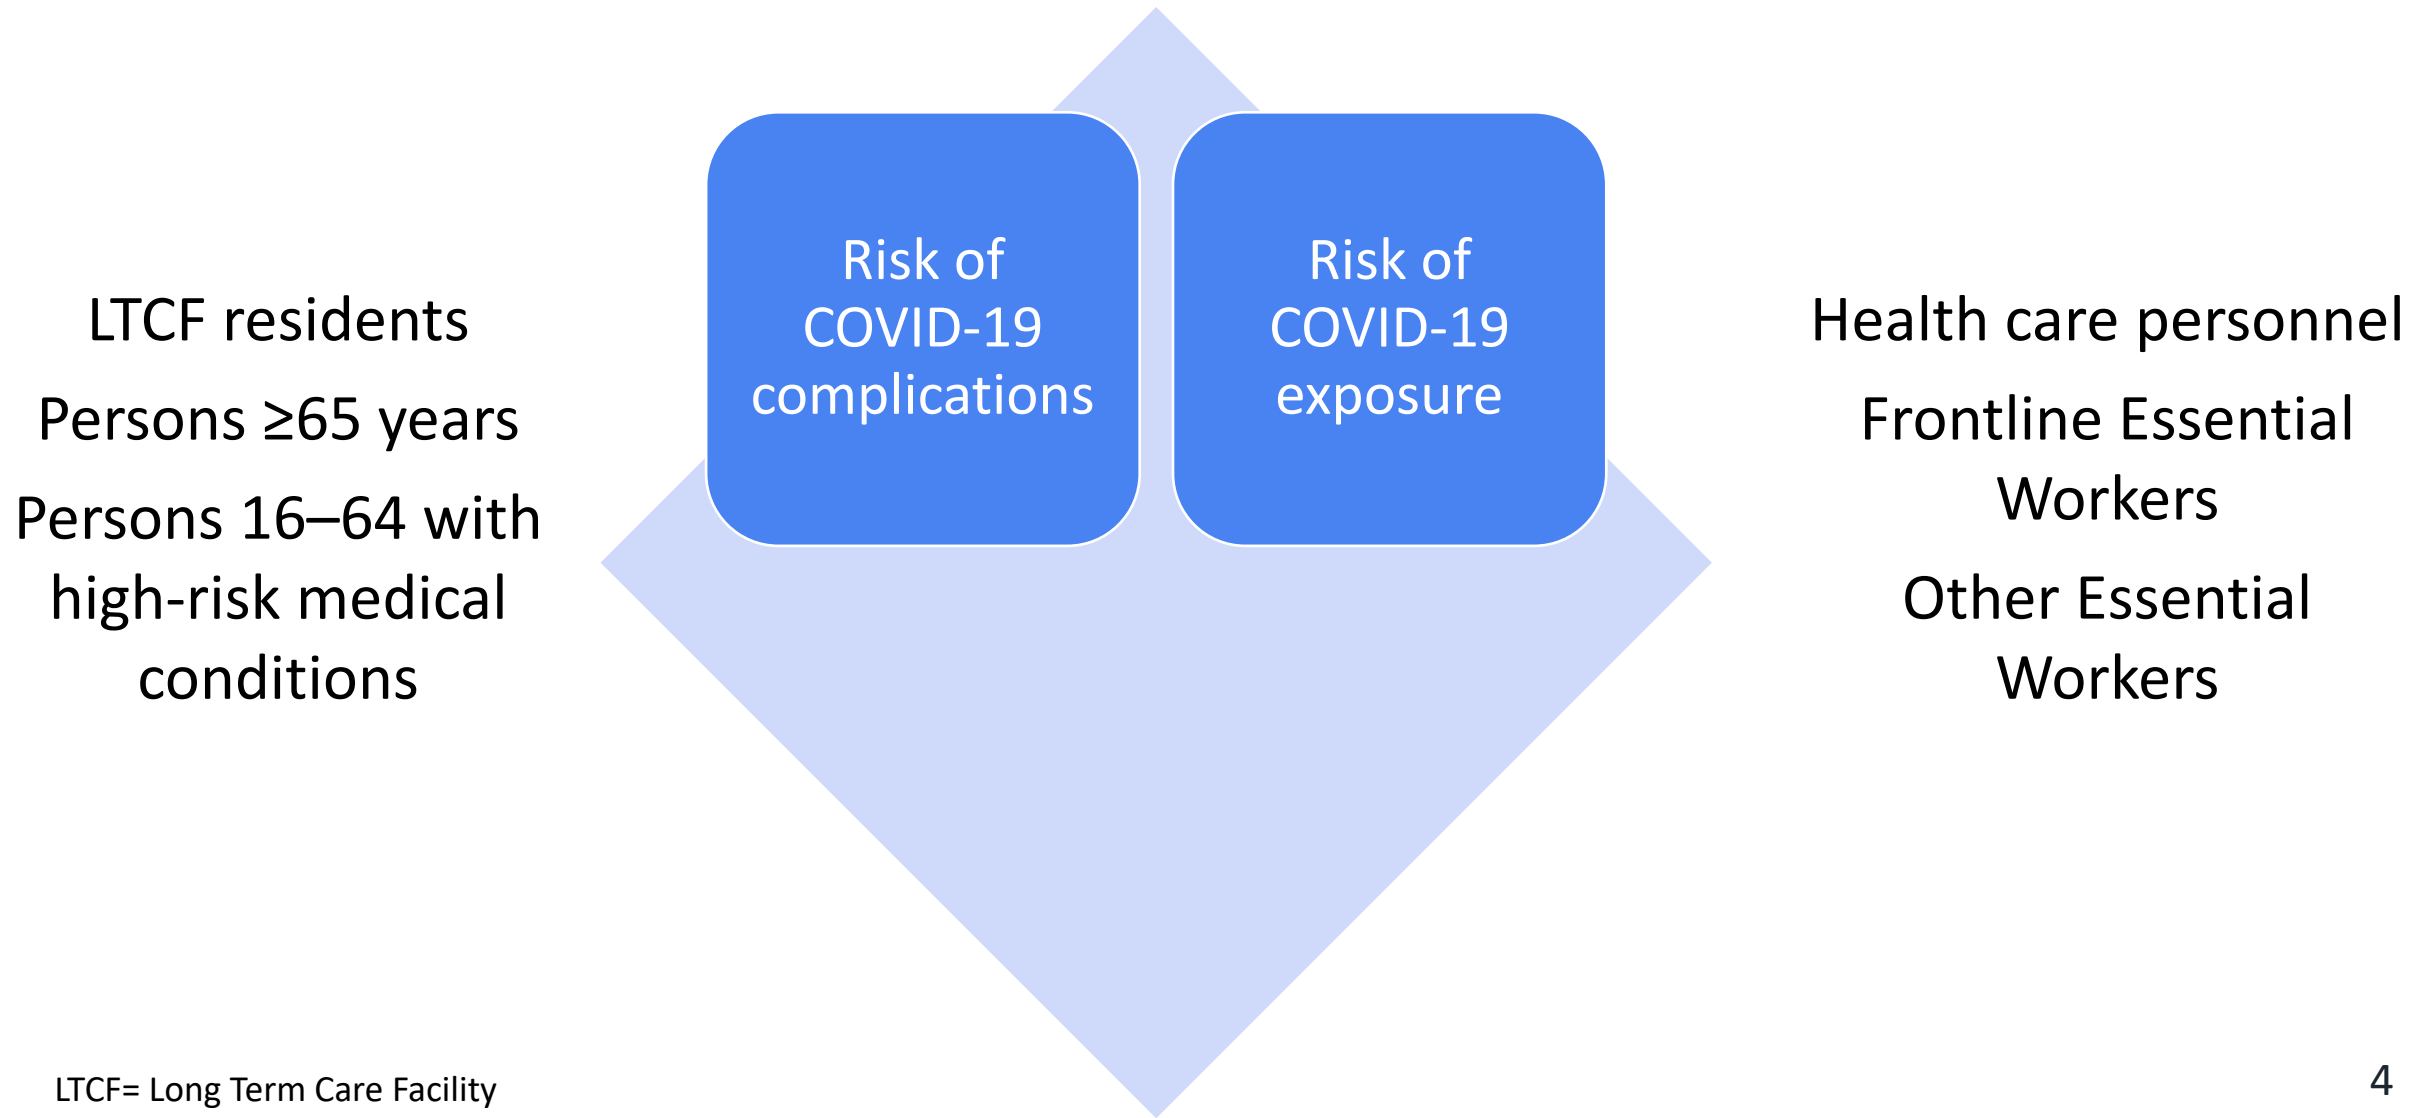 LTCF residents
Persons ≥65 years
Persons 16–64 with
high-risk medical
conditions
Risk of
COVID-19
complications
Risk of
COVID-19
exposure
Health care personnel
Frontline Essential
Workers
Other Essential
Workers
LTCF= Long Term Care Facility
4